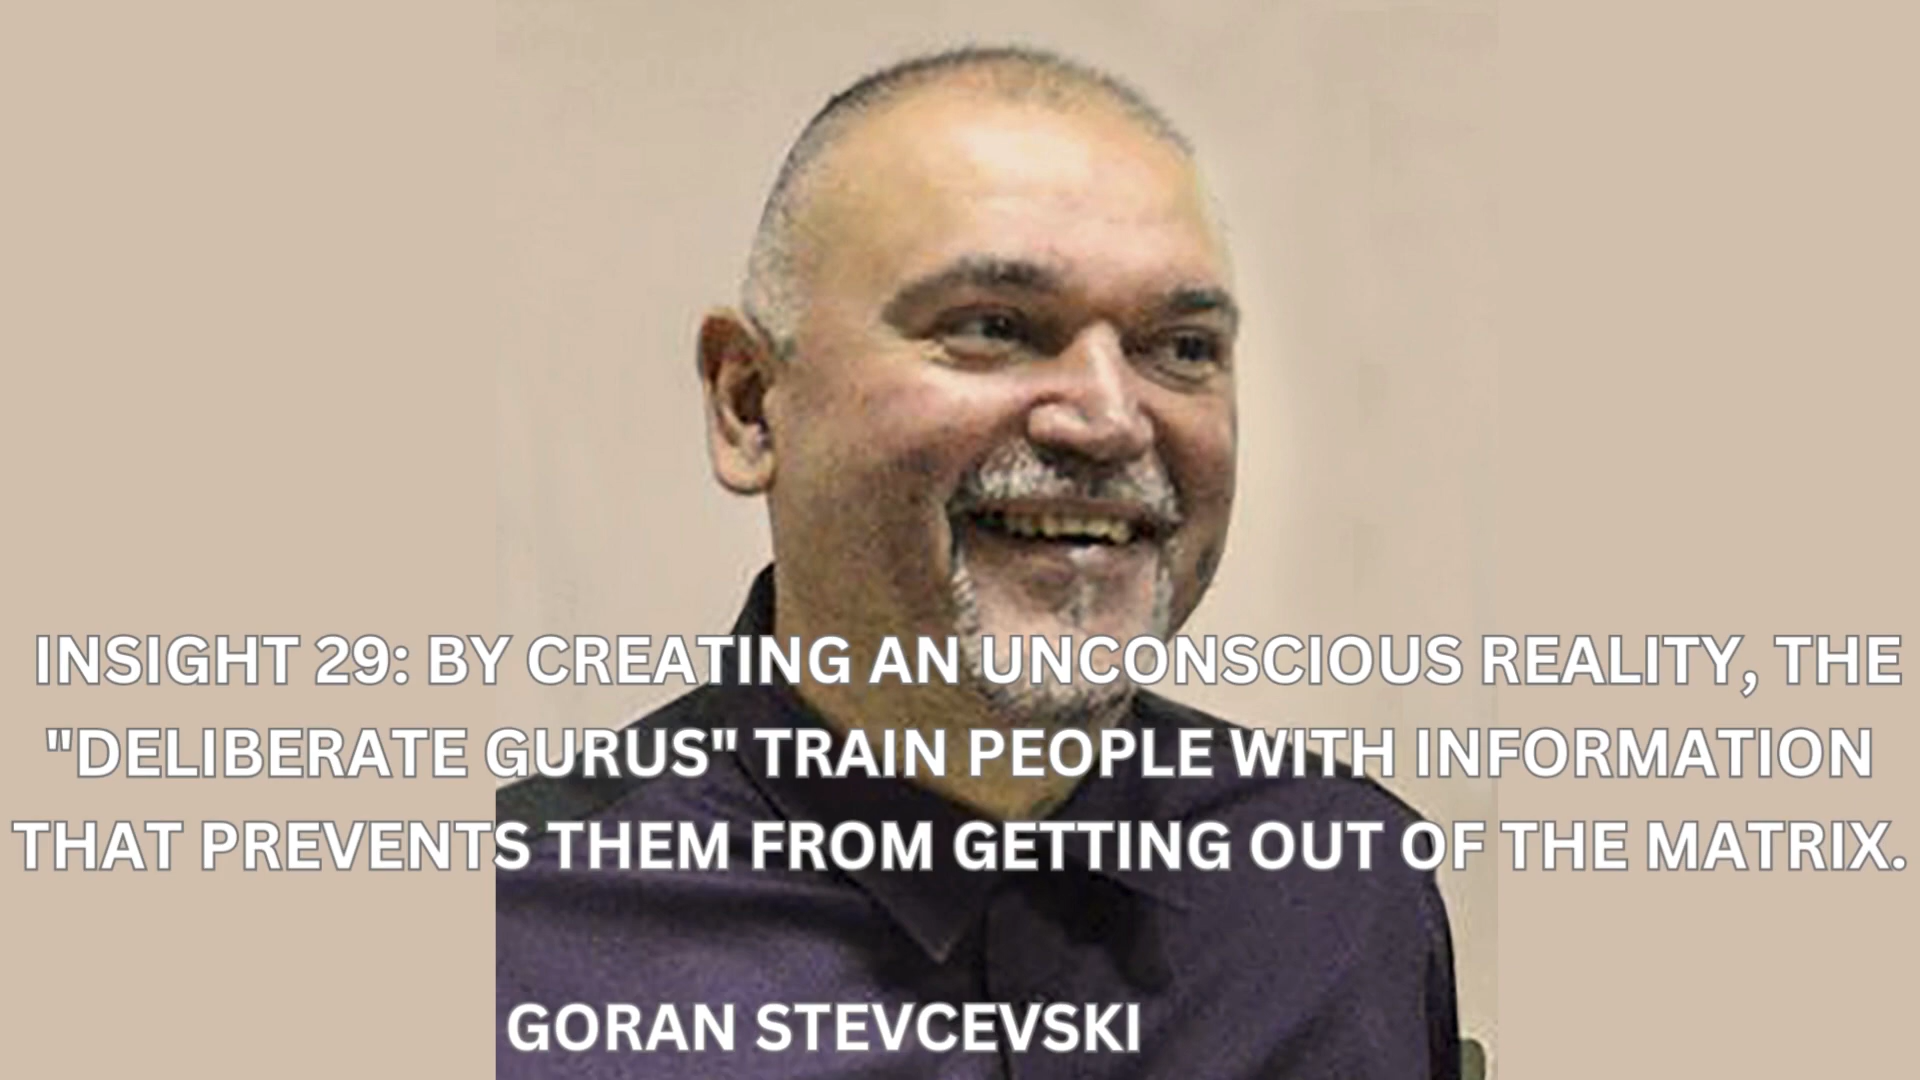 INSIGHT 29: BY CREATING AN UNCONSCIOUS REALITY, THE
"DELIBERATE GURUS" TRAIN PEOPLE WITH INFORMATION
THAT PREVENTS THEM FROM GETTING OUT OF THE MATRIX.
GORAN STEVCEVSKI